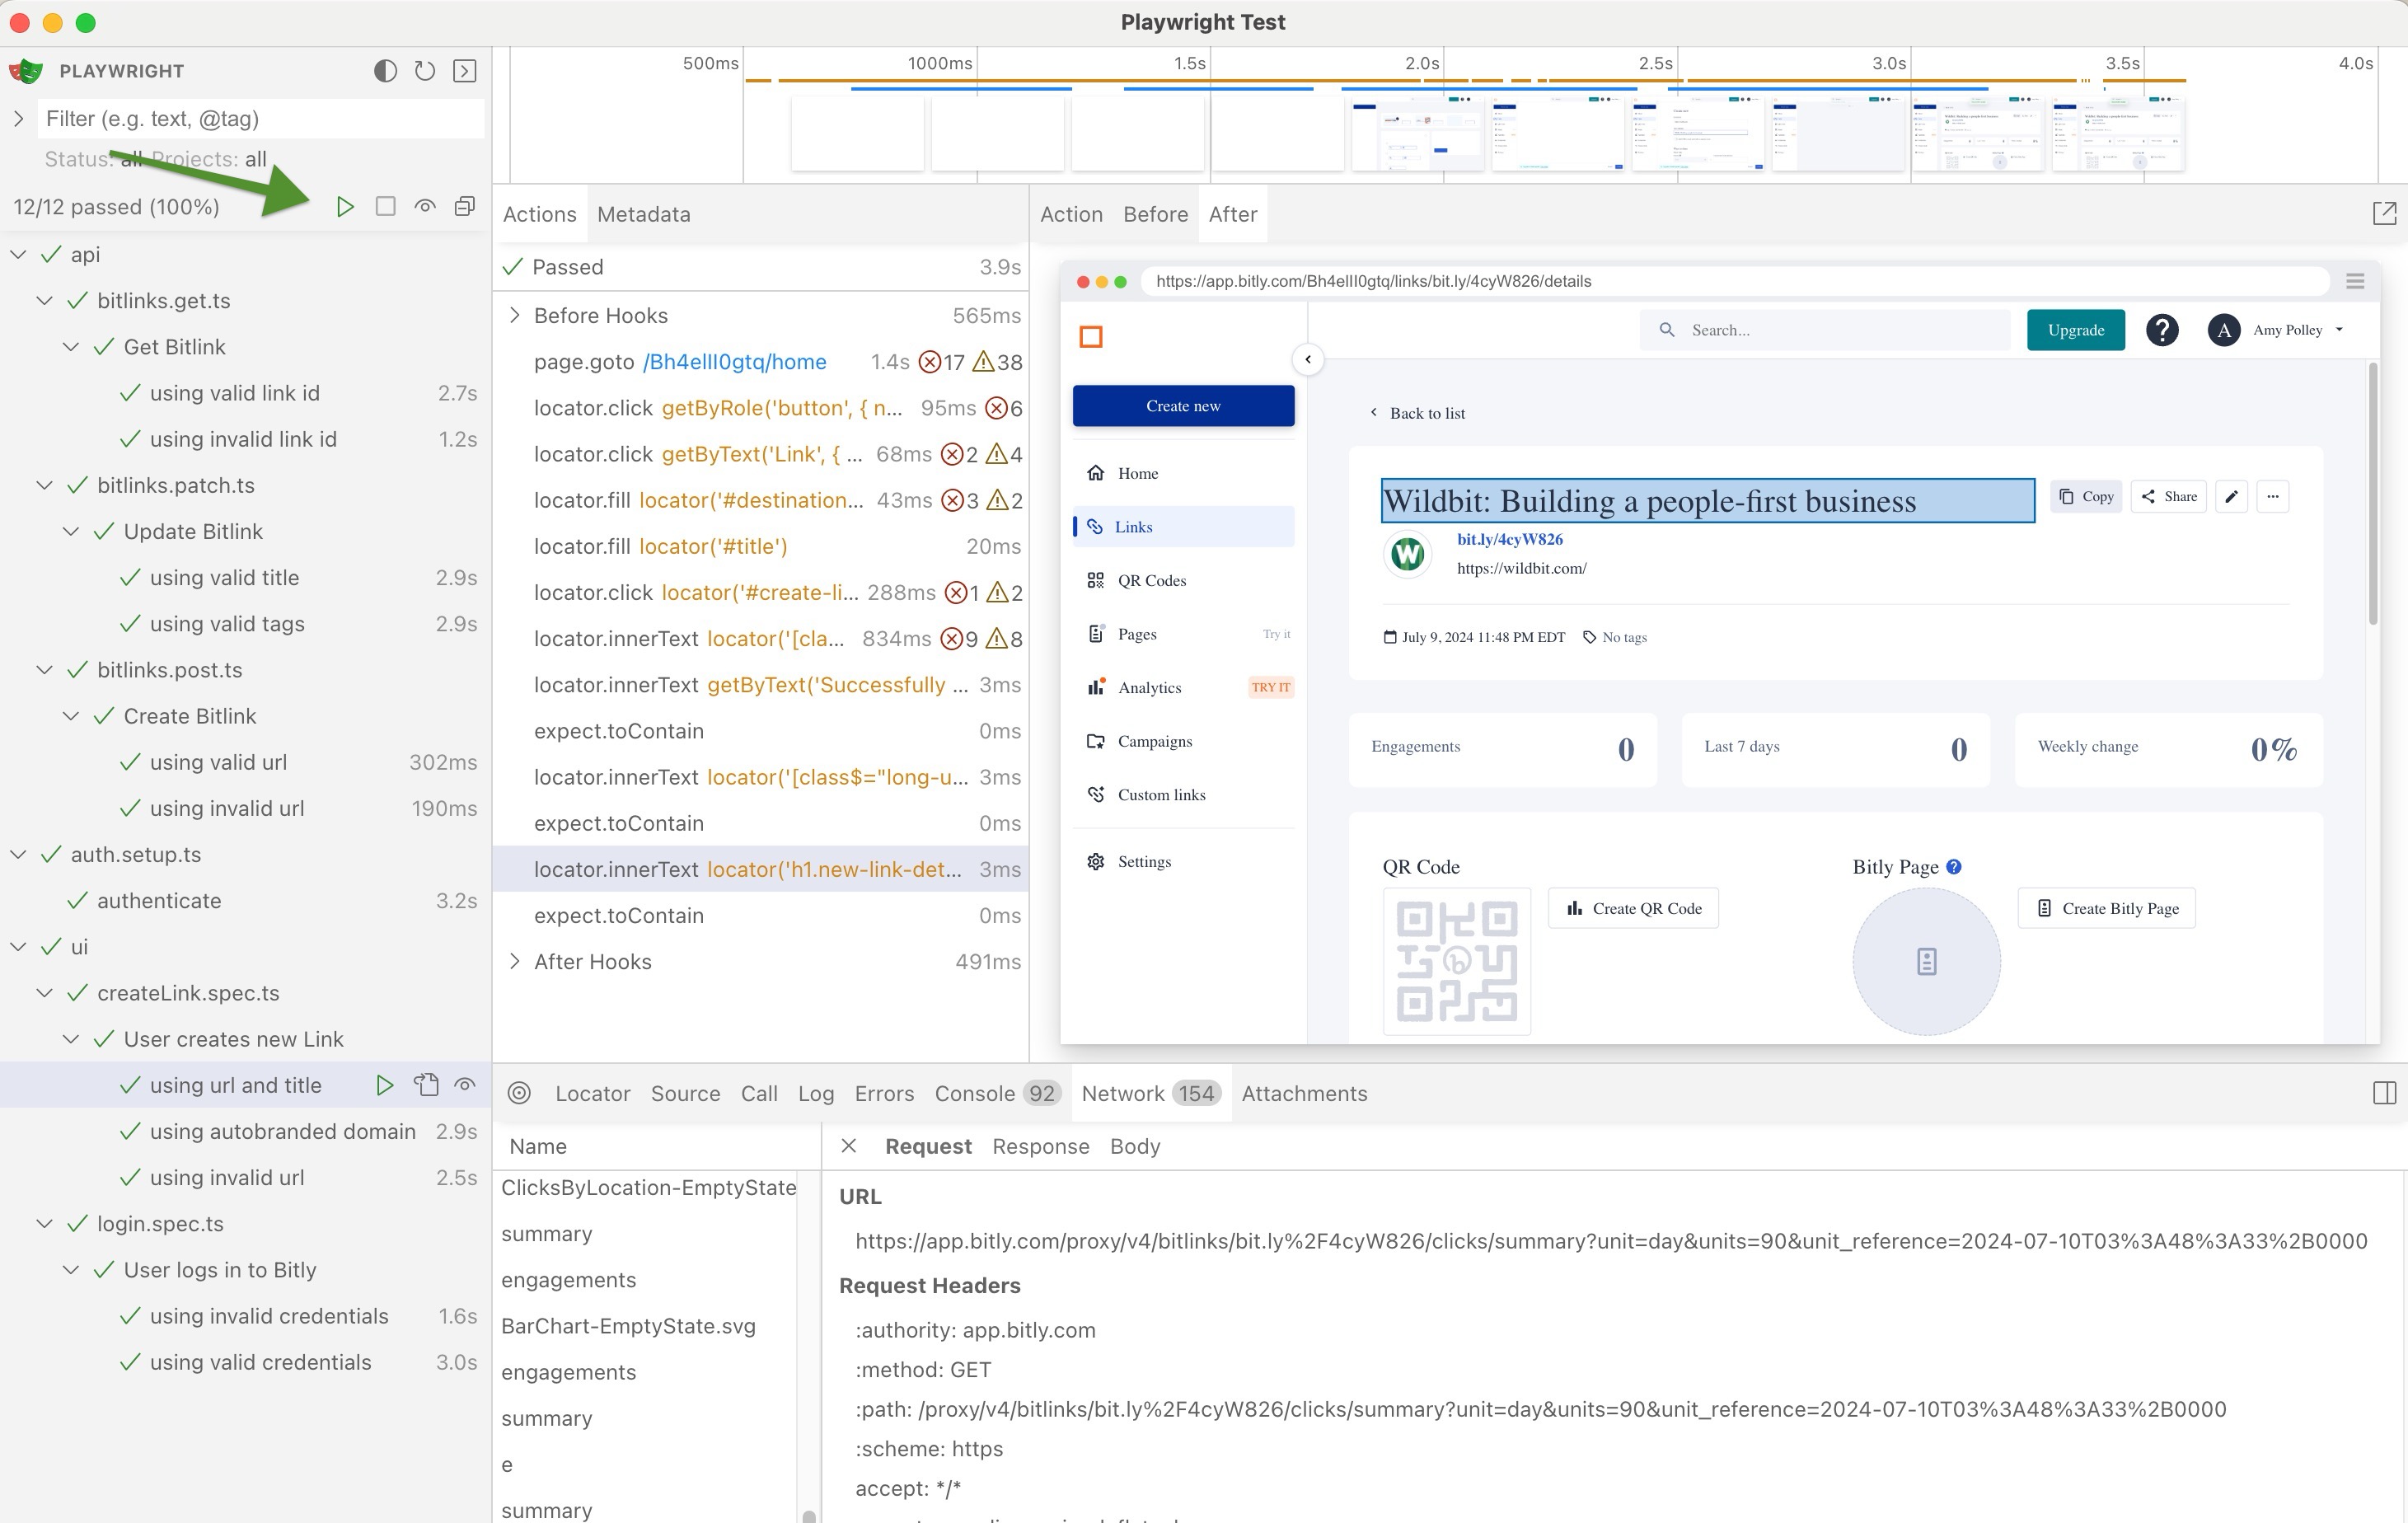 Playwright Test
PLAYWRIGHT
Filter (e.g. text, @tag)
Status: all Projects: all
12/12 passed (100%)
api
bitlinks.get.ts
Get Bitlink
using valid link id 2.7s
using invalid link id 1.2s
bitlinks.patch.ts
Update Bitlink
using valid title 2.9s
using valid tags 2.9s
bitlinks.post.ts
Create Bitlink
using valid url 302ms
using invalid url 190ms
auth.setup.ts
authenticate 3.2s
ui
createLink.spec.ts
User creates new Link
using url and title
using autobranded domain 2.9s
using invalid url 2.5s
login.spec.ts
User logs in to Bitly
using invalid credentials 1.6s
using valid credentials 3.0s
500ms 1000ms 1.5s 2.0s 2.5s 3.0s 3.5s 4.0s
Actions Metadata
Passed 3.9s
Before Hooks 565ms
page.goto /Bh4elII0gtq/home 1.4s 17 38
locator.click getByRole('button', { n... 95ms 6
locator.click getByText('Link', { ... 68ms 2 4
locator.fill locator('#destination... 43ms 3 2
locator.fill locator('#title') 20ms
locator.click locator('#create-li... 288ms 1 2
locator.innerText locator('[cla... 834ms 9 8
locator.innerText getByText('Successfully ... 3ms
expect.toContain 0ms
locator.innerText locator('[class$="long-u... 3ms
expect.toContain 0ms
locator.innerText locator('h1.new-link-det... 3ms
expect.toContain 0ms
After Hooks 491ms
Action Before After
https://app.bitly.com/Bh4elII0gtq/links/bit.ly/4cyW826/details
Search...
Upgrade
?
A
Amy Polley
Create new
Home
Links
QR Codes
Pages Try it
Analytics TRY IT
Campaigns
Custom links
Settings
Back to list
Wildbit: Building a people-first business
Copy
Share
...
W
bit.ly/4cyW826
https://wildbit.com/
July 9, 2024 11:48 PM EDT No tags
Engagements 0
Last 7 days 0
Weekly change 0%
QR Code
Create QR Code
Bitly Page ?
Create Bitly Page
Locator Source Call Log Errors Console 92 Network 154 Attachments
Name
ClicksByLocation-EmptyState
summary
engagements
BarChart-EmptyState.svg
engagements
summary
e
summary
Request Response Body
URL
https://app.bitly.com/proxy/v4/bitlinks/bit.ly%2F4cyW826/clicks/summary?unit=day&units=90&unit_reference=2024-07-10T03%3A48%3A33%2B0000
Request Headers
:authority: app.bitly.com
:method: GET
:path: /proxy/v4/bitlinks/bit.ly%2F4cyW826/clicks/summary?unit=day&units=90&unit_reference=2024-07-10T03%3A48%3A33%2B0000
:scheme: https
accept: */*